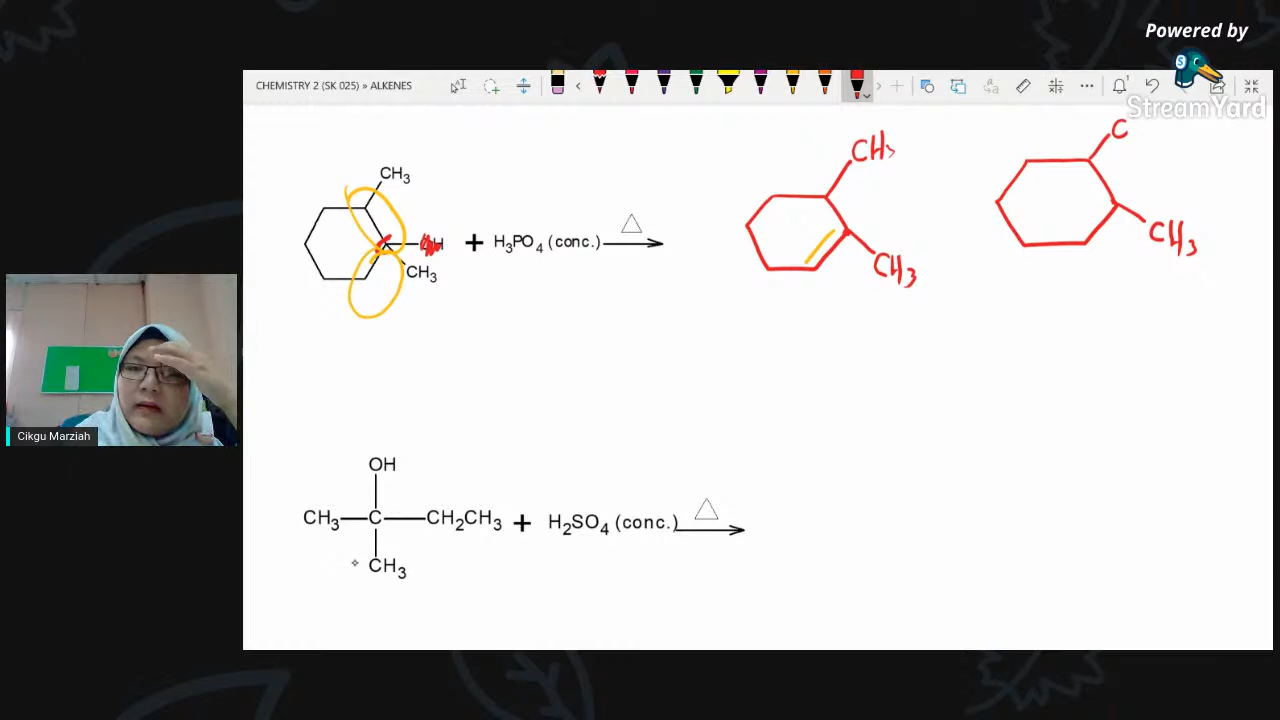 Powered by
StreamYard
CHEMISTRY 2 (SK 025) » ALKENES
CH3
H
CH3
+ H3PO4 (conc.)
CH3
CH3
C
CH3
OH
CH3 C CH2CH3 + H2SO4 (conc.)
CH3
Cikgu Marziah